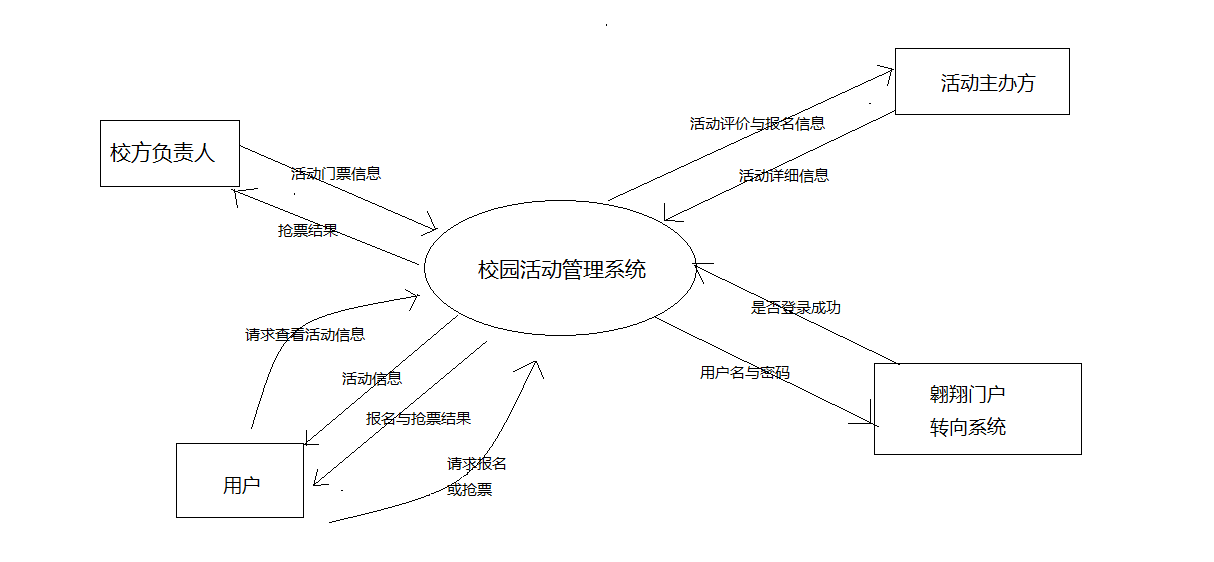 活动主办方
活动评价与报名信息
校方负责人
活动门票信息
活动详细信息
抢票结果
校园活动管理系统
是否登录成功
请求查看活动信息
用户名与密码
活动信息
翱翔门户
转向系统
报名与抢票结果
请求报名
或抢票
用户